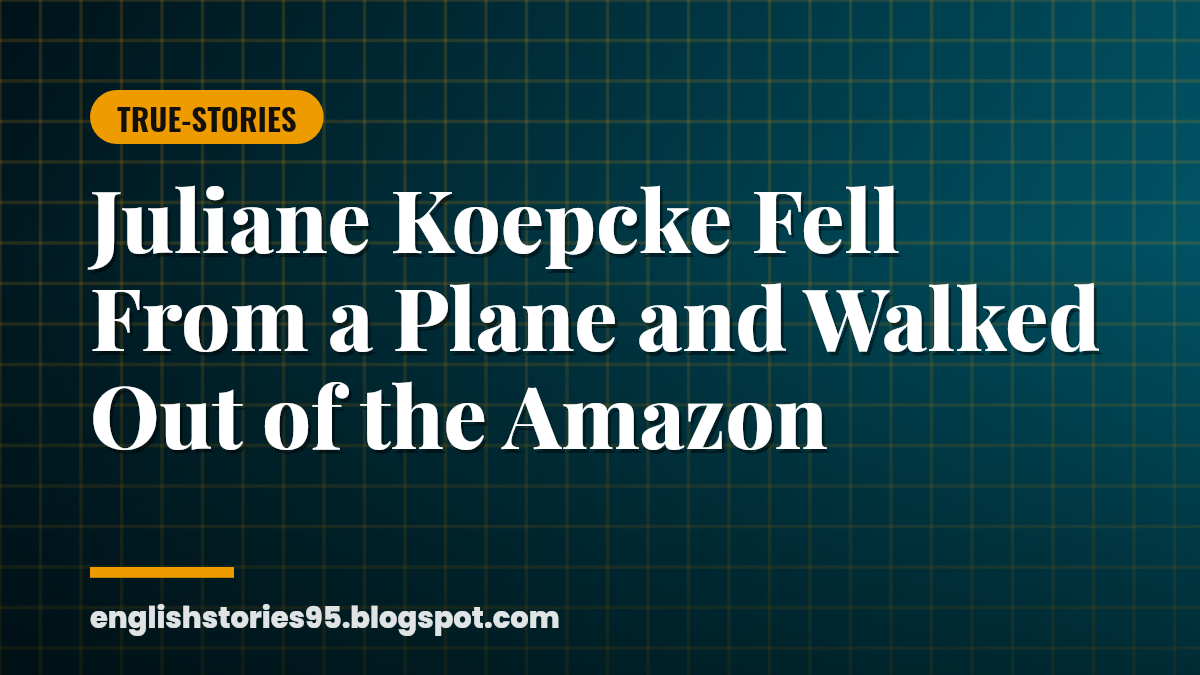 TRUE-STORIES
Juliane Koepcke Fell
From a Plane and Walked
Out of the Amazon
englishstories95.blogspot.com